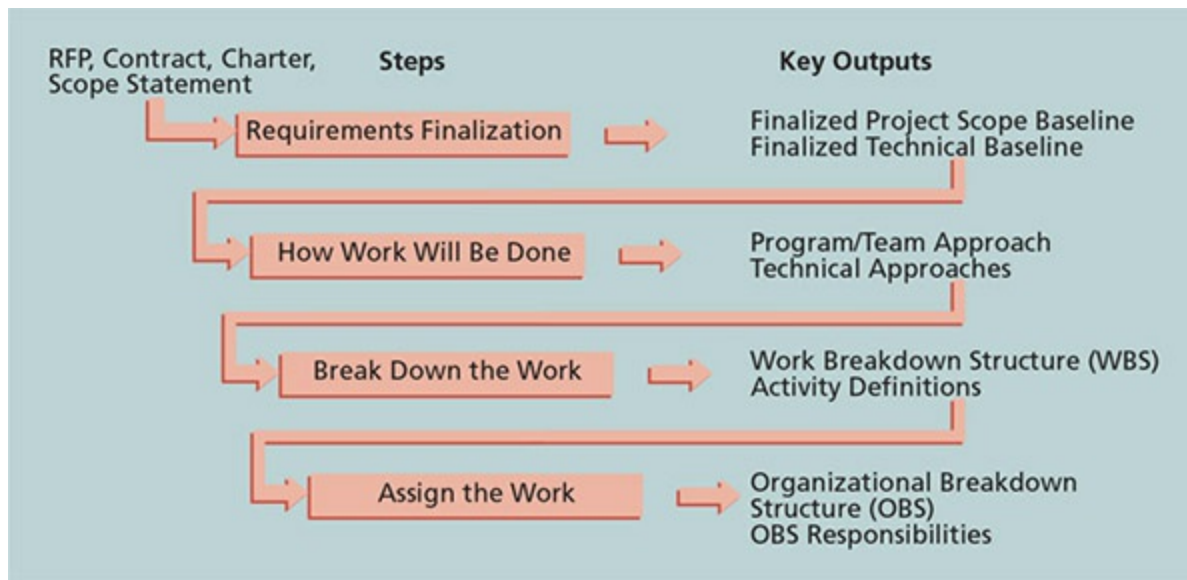 RFP, Contract, Charter,
Scope Statement
Steps
Key Outputs
Requirements Finalization
Finalized Project Scope Baseline
Finalized Technical Baseline
How Work Will Be Done
Program/Team Approach
Technical Approaches
Break Down the Work
Work Breakdown Structure (WBS)
Activity Definitions
Assign the Work
Organizational Breakdown
Structure (OBS)
OBS Responsibilities